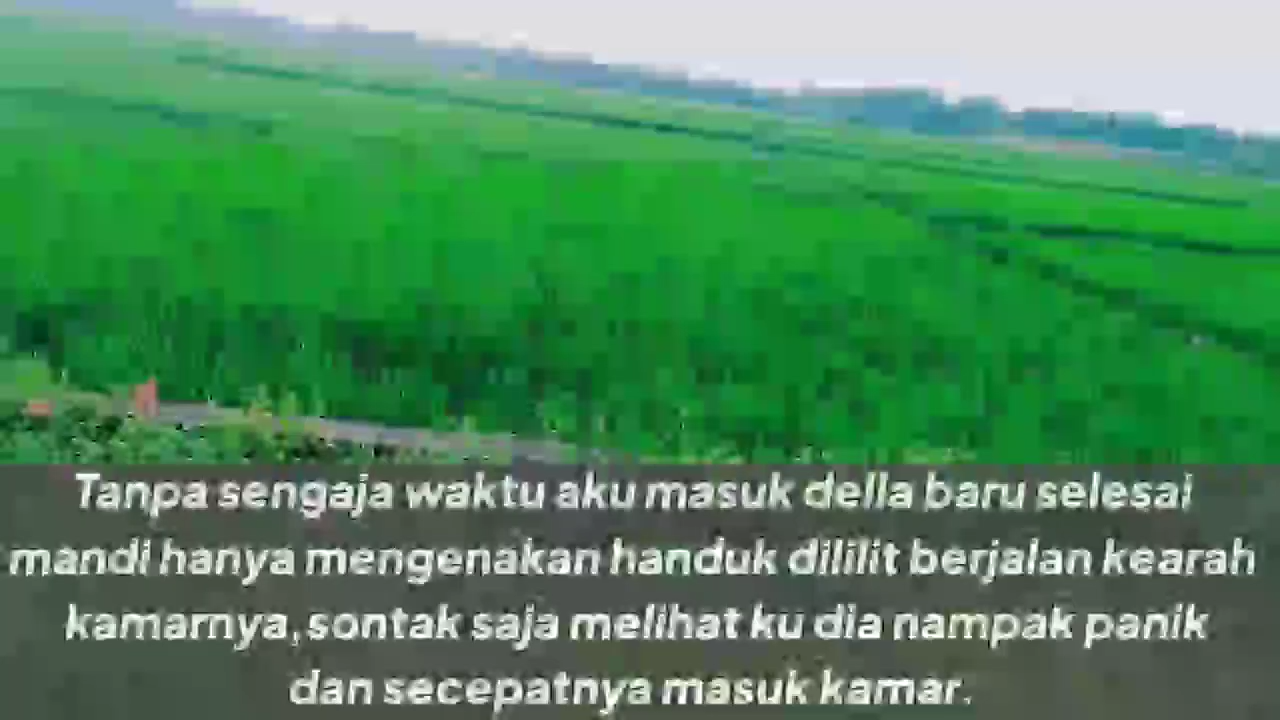 Tanpa sengaja waktu aku masuk della baru selesai
mandi hanya mengenakan handuk dililit berjalan kearah
kamarnya, sontak saja melihat ku dia nampak panik
dan secepatnya masuk kamar.